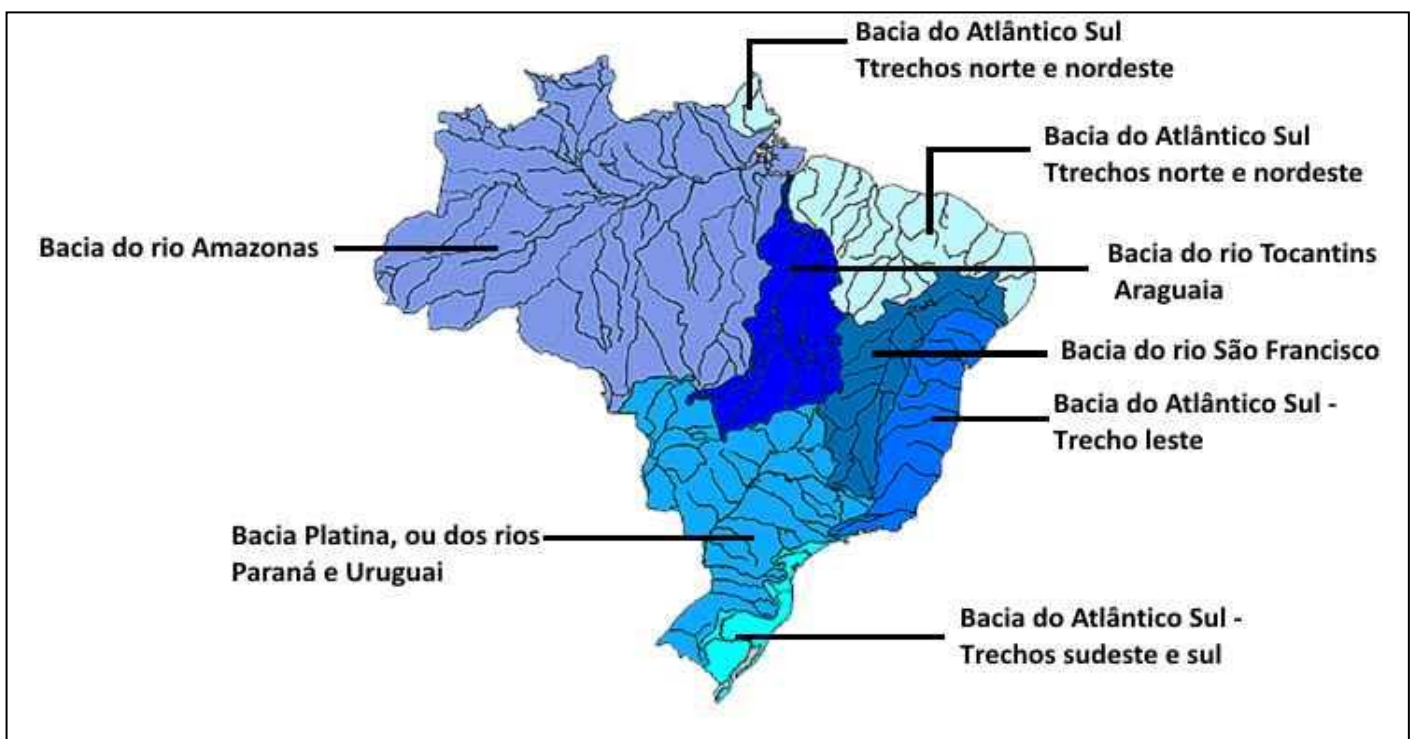 Bacia do Atlântico Sul
Ttrechos norte e nordeste
Bacia do Atlântico Sul
Ttrechos norte e nordeste
Bacia do rio Amazonas
Bacia do rio Tocantins
Araguaia
Bacia do rio São Francisco
Bacia do Atlântico Sul -
Trecho leste
Bacia Platina, ou dos rios
Paraná e Uruguai
Bacia do Atlântico Sul -
Trechos sudeste e sul